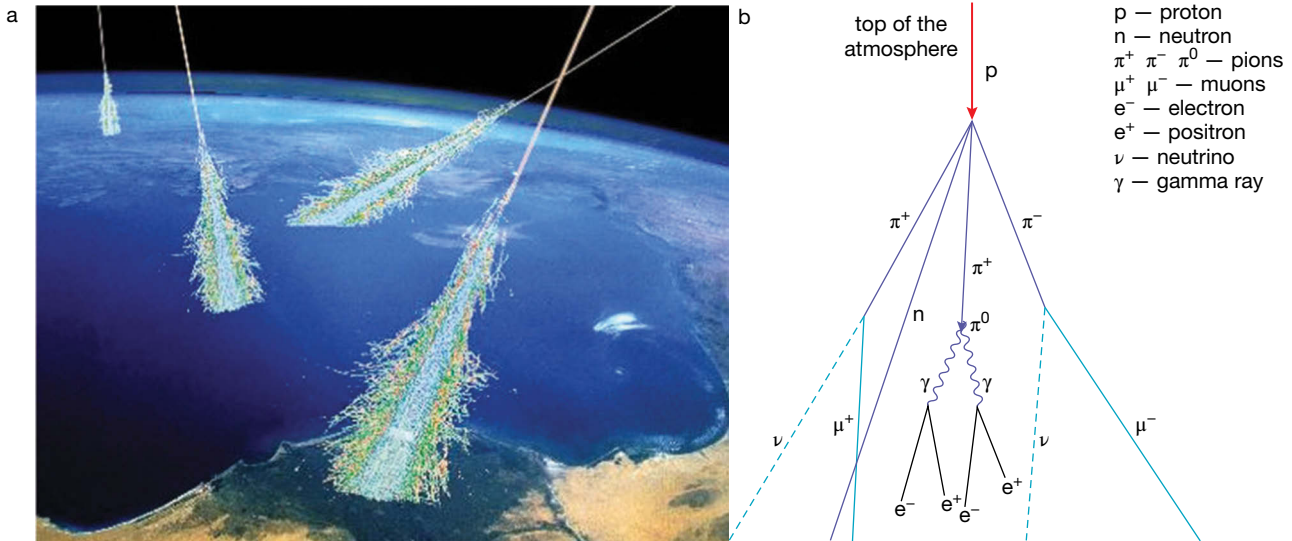 a
b
top of the
atmosphere
p
p — proton
n — neutron
π⁺ π⁻ π⁰ — pions
μ⁺ μ⁻ — muons
e⁻ — electron
e⁺ — positron
ν — neutrino
γ — gamma ray
π⁺
π⁻
π⁺
n
π⁰
γ
γ
ν
μ⁺
ν
μ⁻
e⁻
e⁺
e⁻
e⁺